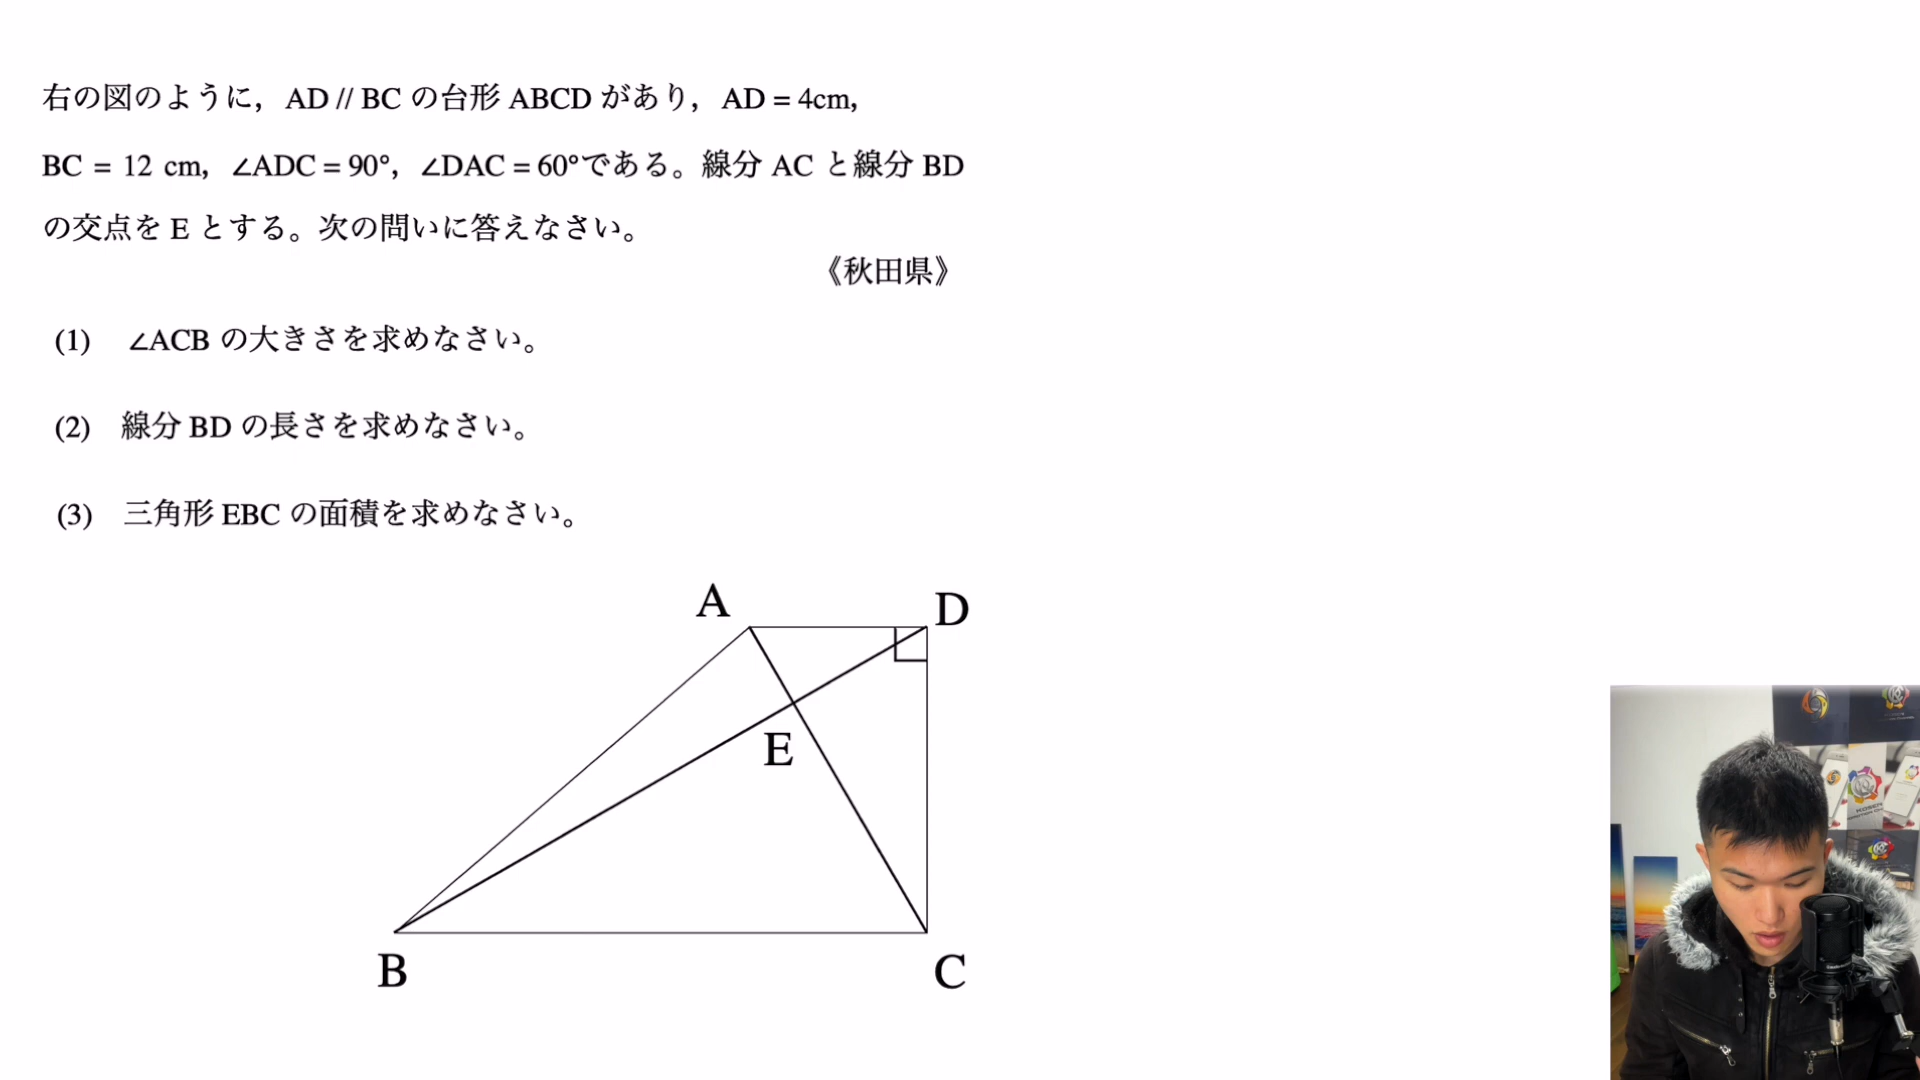 右の図のように，AD // BC の台形 ABCD があり，AD = 4cm,
BC = 12 cm，∠ADC = 90°，∠DAC = 60°である。線分 AC と線分 BD
の交点を E とする。次の問いに答えなさい。
《秋田県》
(1) ∠ACB の大きさを求めなさい。
(2) 線分 BD の長さを求めなさい。
(3) 三角形 EBC の面積を求めなさい。
A
D
E
B
C